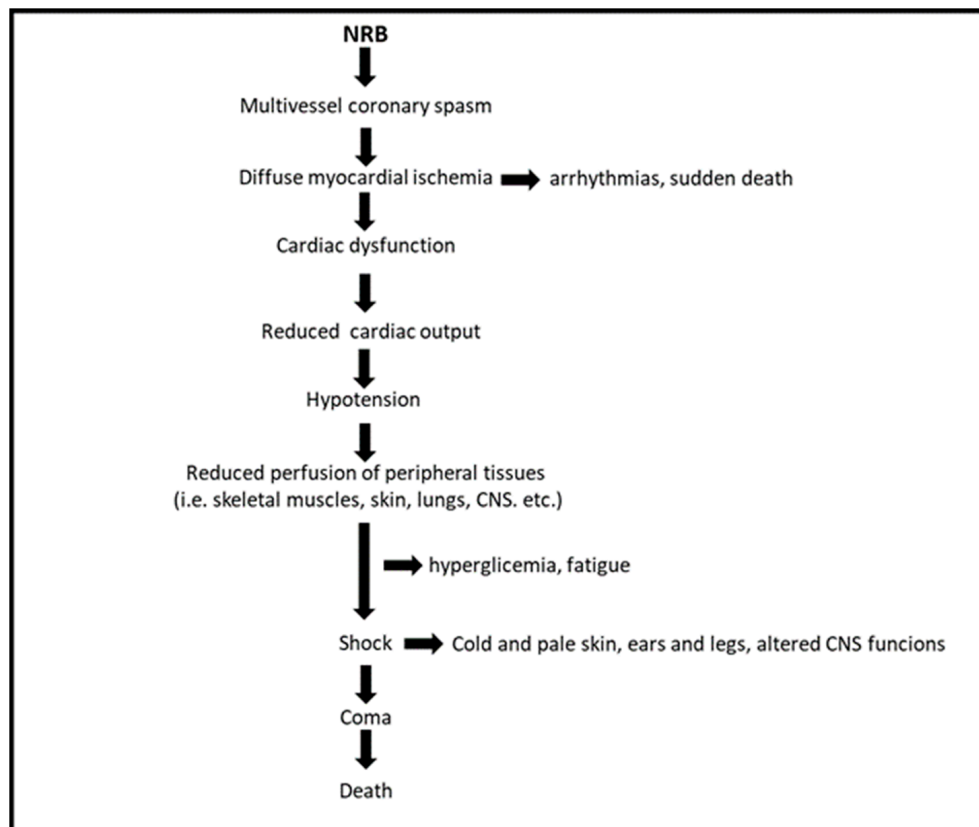 NRB
Multivessel coronary spasm
Diffuse myocardial ischemia
arrhythmias, sudden death
Cardiac dysfunction
Reduced cardiac output
Hypotension
Reduced perfusion of peripheral tissues
(i.e. skeletal muscles, skin, lungs, CNS. etc.)
hyperglicemia, fatigue
Shock
Cold and pale skin, ears and legs, altered CNS funcions
Coma
Death